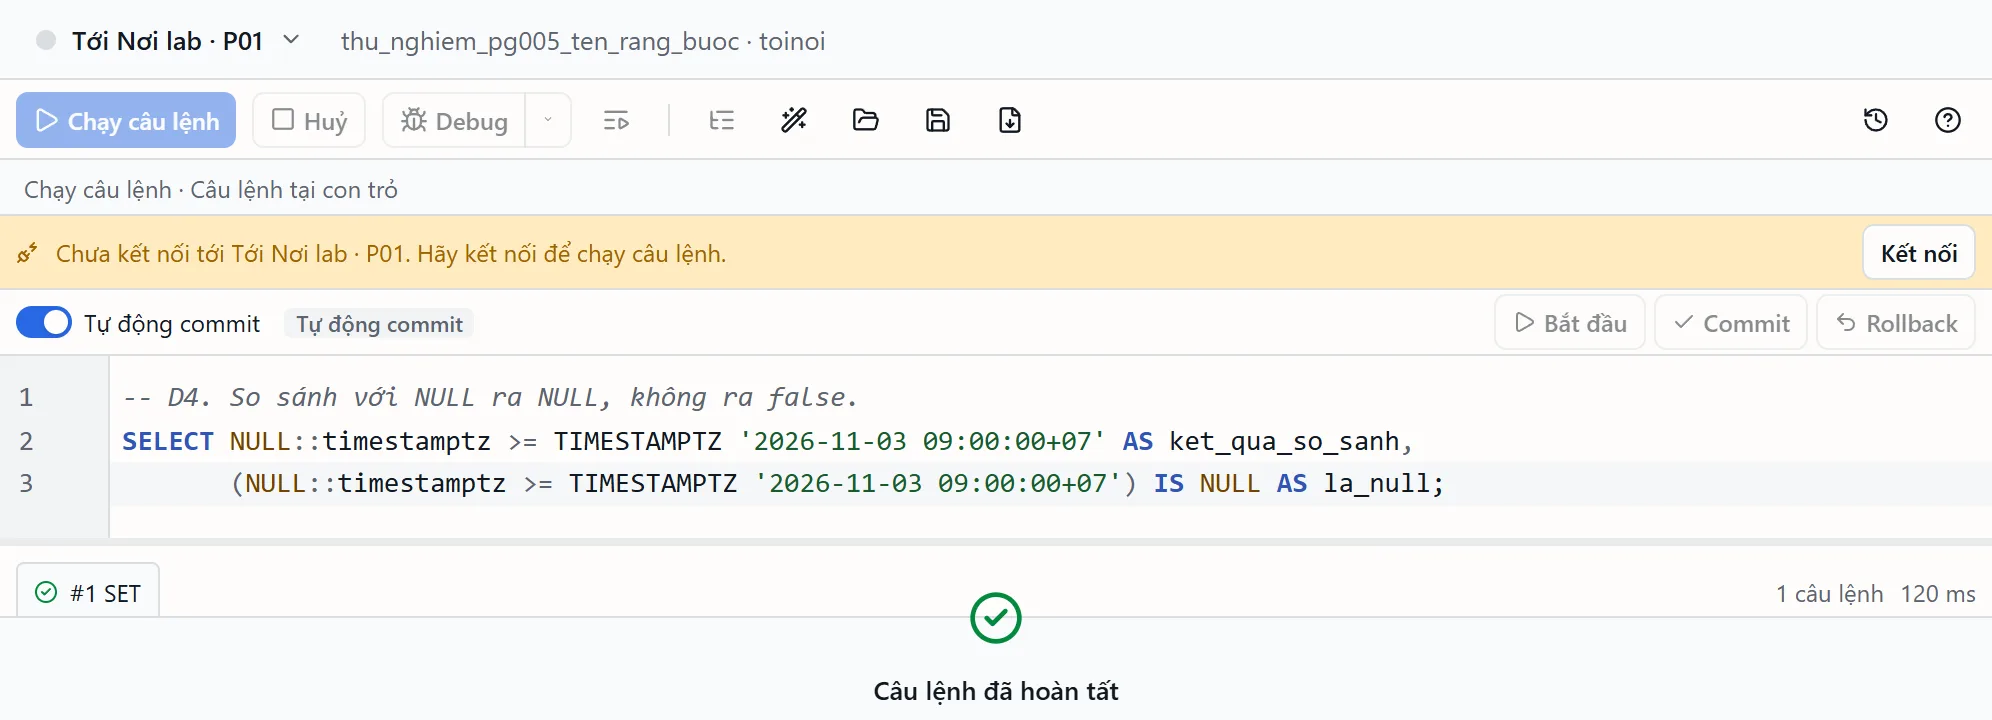 Tới Nơi lab · P01
thu_nghiem_pg005_ten_rang_buoc · toinoi
Chạy câu lệnh
Huỷ
Debug
Chạy câu lệnh · Câu lệnh tại con trỏ
Chưa kết nối tới Tới Nơi lab · P01. Hãy kết nối để chạy câu lệnh.
Kết nối
Tự động commit
Tự động commit
Bắt đầu
Commit
Rollback
1 -- D4. So sánh với NULL ra NULL, không ra false.
2 SELECT NULL::timestamptz >= TIMESTAMPTZ '2026-11-03 09:00:00+07' AS ket_qua_so_sanh,
3 (NULL::timestamptz >= TIMESTAMPTZ '2026-11-03 09:00:00+07') IS NULL AS la_null;
#1 SET
1 câu lệnh 120 ms
Câu lệnh đã hoàn tất